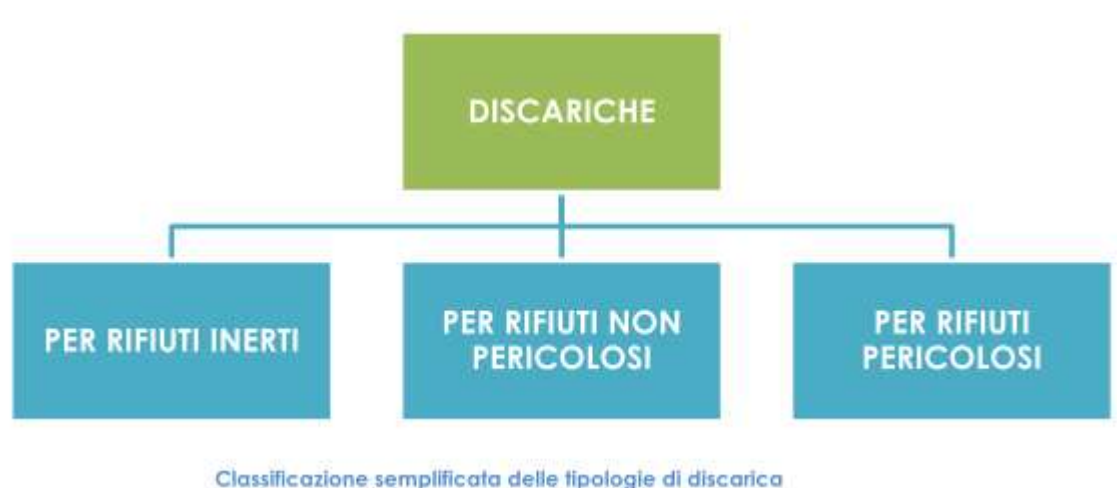 DISCARICHE
PER RIFIUTI INERTI
PER RIFIUTI NON
PERICOLOSI
PER RIFIUTI
PERICOLOSI
Classificazione semplificata delle tipologie di discarica